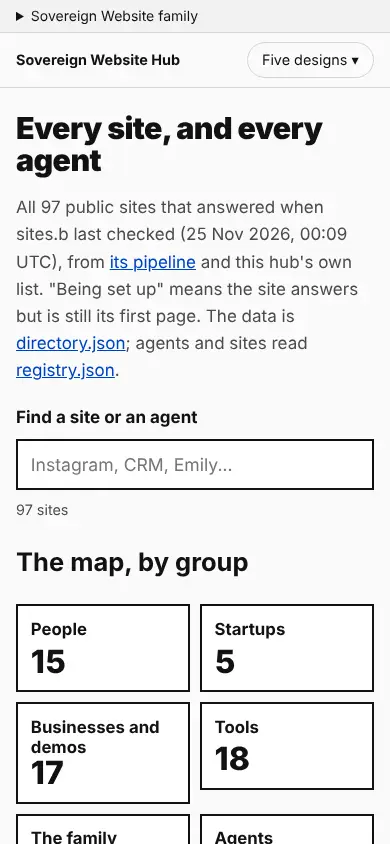 ▶ Sovereign Website family
Sovereign Website Hub
Five designs ▾
Every site, and every
agent
All 97 public sites that answered when
sites.b last checked (25 Nov 2026, 00:09
UTC), from its pipeline and this hub's own
list. "Being set up" means the site answers
but is still its first page. The data is
directory.json; agents and sites read
registry.json.
Find a site or an agent
Instagram, CRM, Emily...
97 sites
The map, by group
People
15
Startups
5
Businesses and
demos
17
Tools
18
The family
Agents